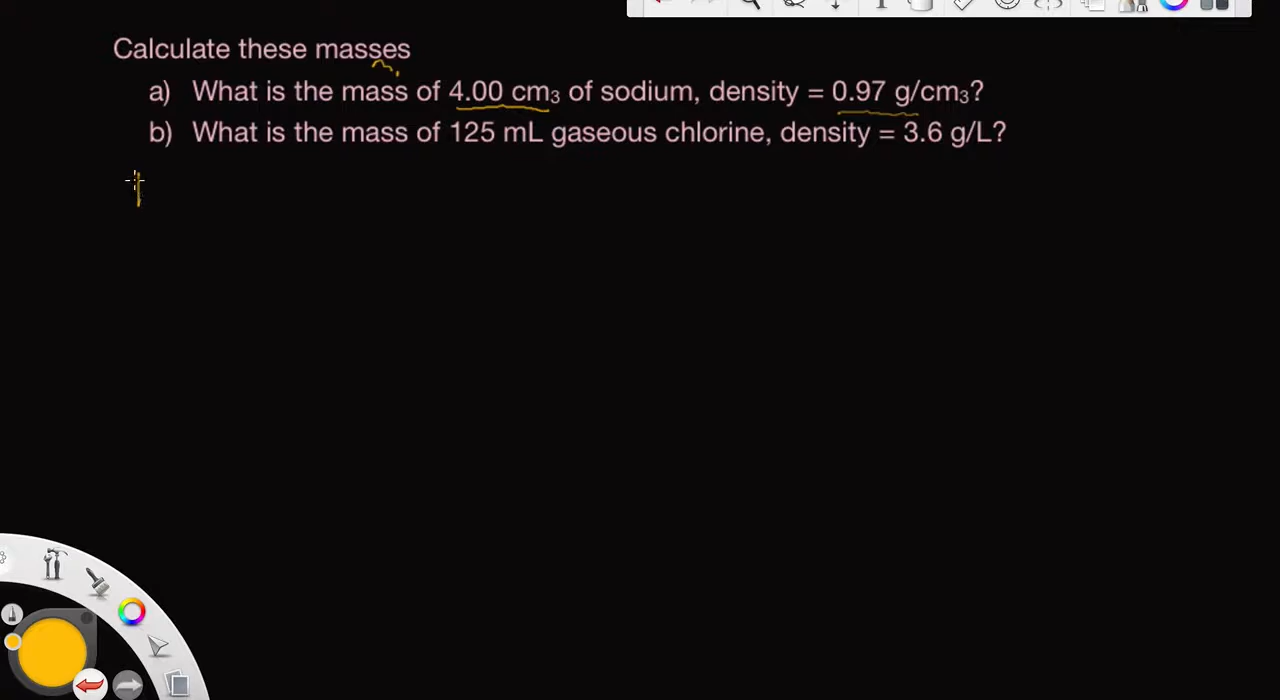 Calculate these masses
a) What is the mass of 4.00 cm3 of sodium, density = 0.97 g/cm3?
b) What is the mass of 125 mL gaseous chlorine, density = 3.6 g/L?